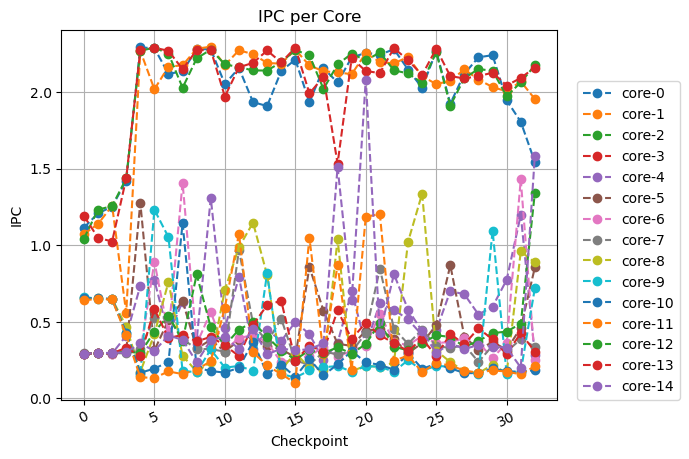 IPC per Core
IPC
2.0
1.5
1.0
0.5
0.0
0
5
10
15
20
25
30
Checkpoint
core-0
core-1
core-2
core-3
core-4
core-5
core-6
core-7
core-8
core-9
core-10
core-11
core-12
core-13
core-14